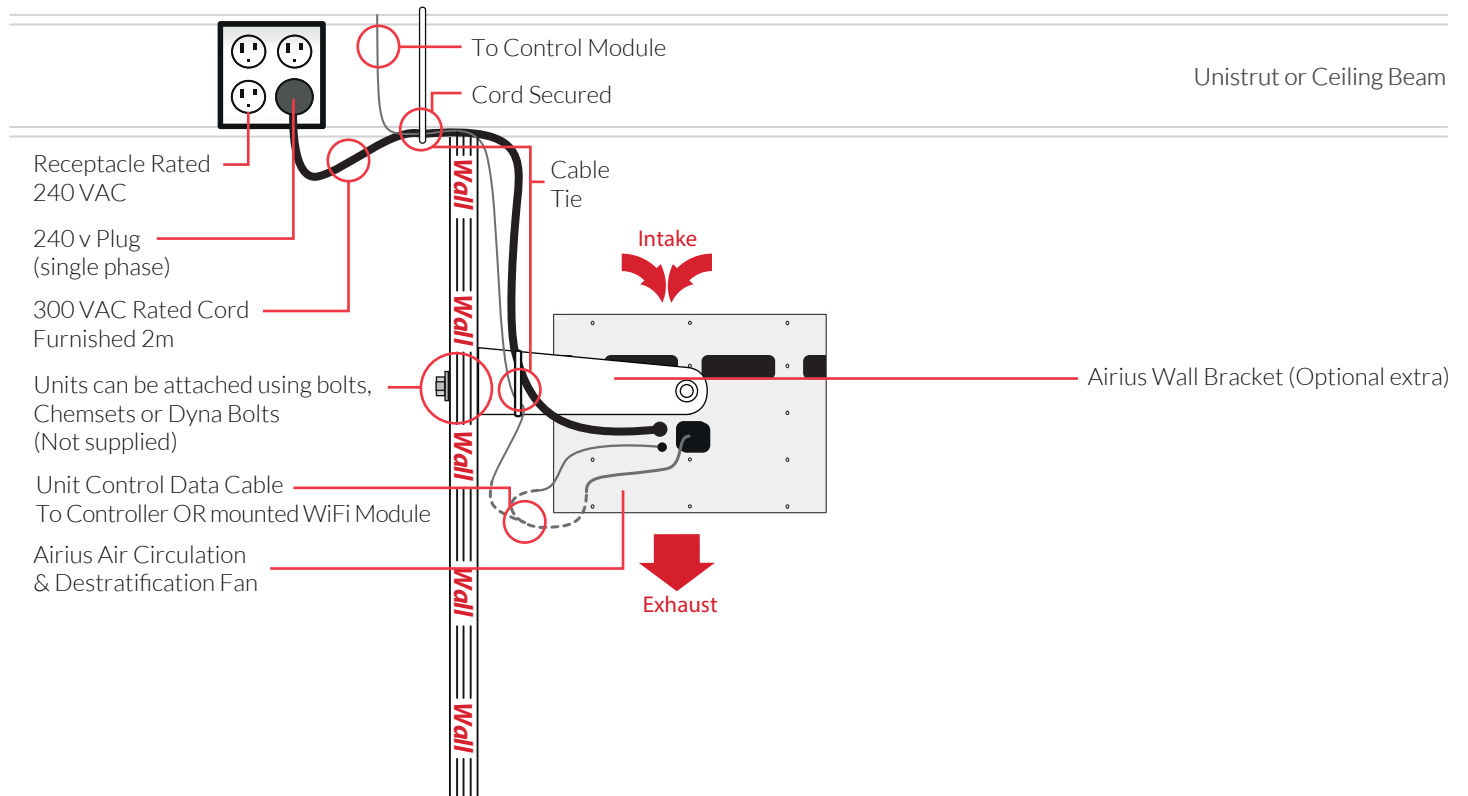 To Control Module
Cord Secured
Unistrut or Ceiling Beam
Receptacle Rated
240 VAC
Cable
Tie
240 v Plug
(single phase)
300 VAC Rated Cord
Furnished 2m
Units can be attached using bolts,
Chemsets or Dyna Bolts
(Not supplied)
Unit Control Data Cable
To Controller OR mounted WiFi Module
Airius Air Circulation
& Destratification Fan
Wall
Wall
Wall
Wall
Wall
Intake
Airius Wall Bracket (Optional extra)
Exhaust